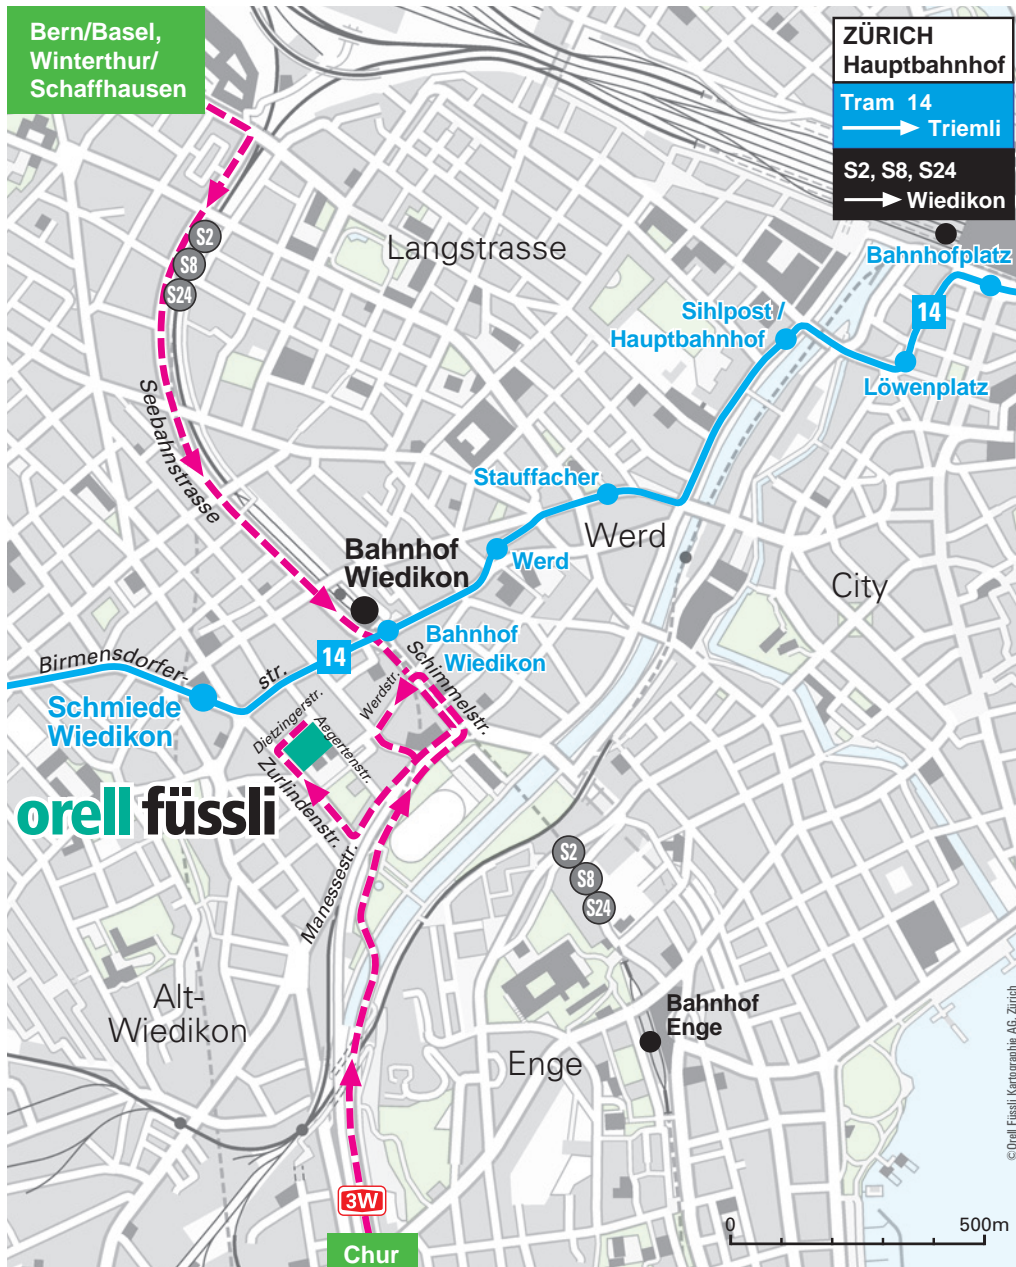 Bern/Basel,
Winterthur/
Schaffhausen
ZÜRICH
Hauptbahnhof
Tram 14
Triemli
S2, S8, S24
Wiedikon
S2
S8
S24
Langstrasse
Bahnhofplatz
14
Sihlpost /
Hauptbahnhof
Löwenplatz
Seebahnstrasse
Stauffacher
Werd
Werd
City
Bahnhof
Wiedikon
Bahnhof
Wiedikon
14
Birmensdorfer-
str.
Schimmelstr.
Werdstr.
Schmiede
Wiedikon
Dietzingerstr.
Aegertenstr.
Zurlindenstr.
orell füssli
Manessestr.
S2
S8
S24
Alt-
Wiedikon
Bahnhof
Enge
Enge
3W
Chur
0 500m
©Orell Füssli Kartographie AG, Zürich